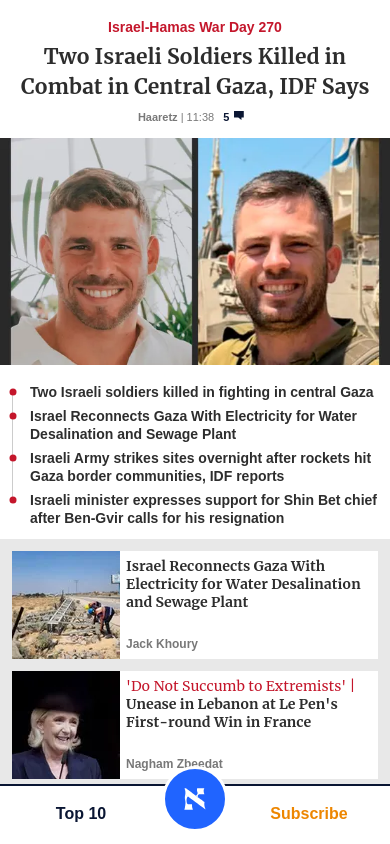 Israel-Hamas War Day 270
Two Israeli Soldiers Killed in
Combat in Central Gaza, IDF Says
Haaretz | 11:38 5
Two Israeli soldiers killed in fighting in central Gaza
Israel Reconnects Gaza With Electricity for Water
Desalination and Sewage Plant
Israeli Army strikes sites overnight after rockets hit
Gaza border communities, IDF reports
Israeli minister expresses support for Shin Bet chief
after Ben-Gvir calls for his resignation
Israel Reconnects Gaza With
Electricity for Water Desalination
and Sewage Plant
Jack Khoury
'Do Not Succumb to Extremists' |
Unease in Lebanon at Le Pen's
First-round Win in France
Nagham Zbeedat
Top 10
Subscribe